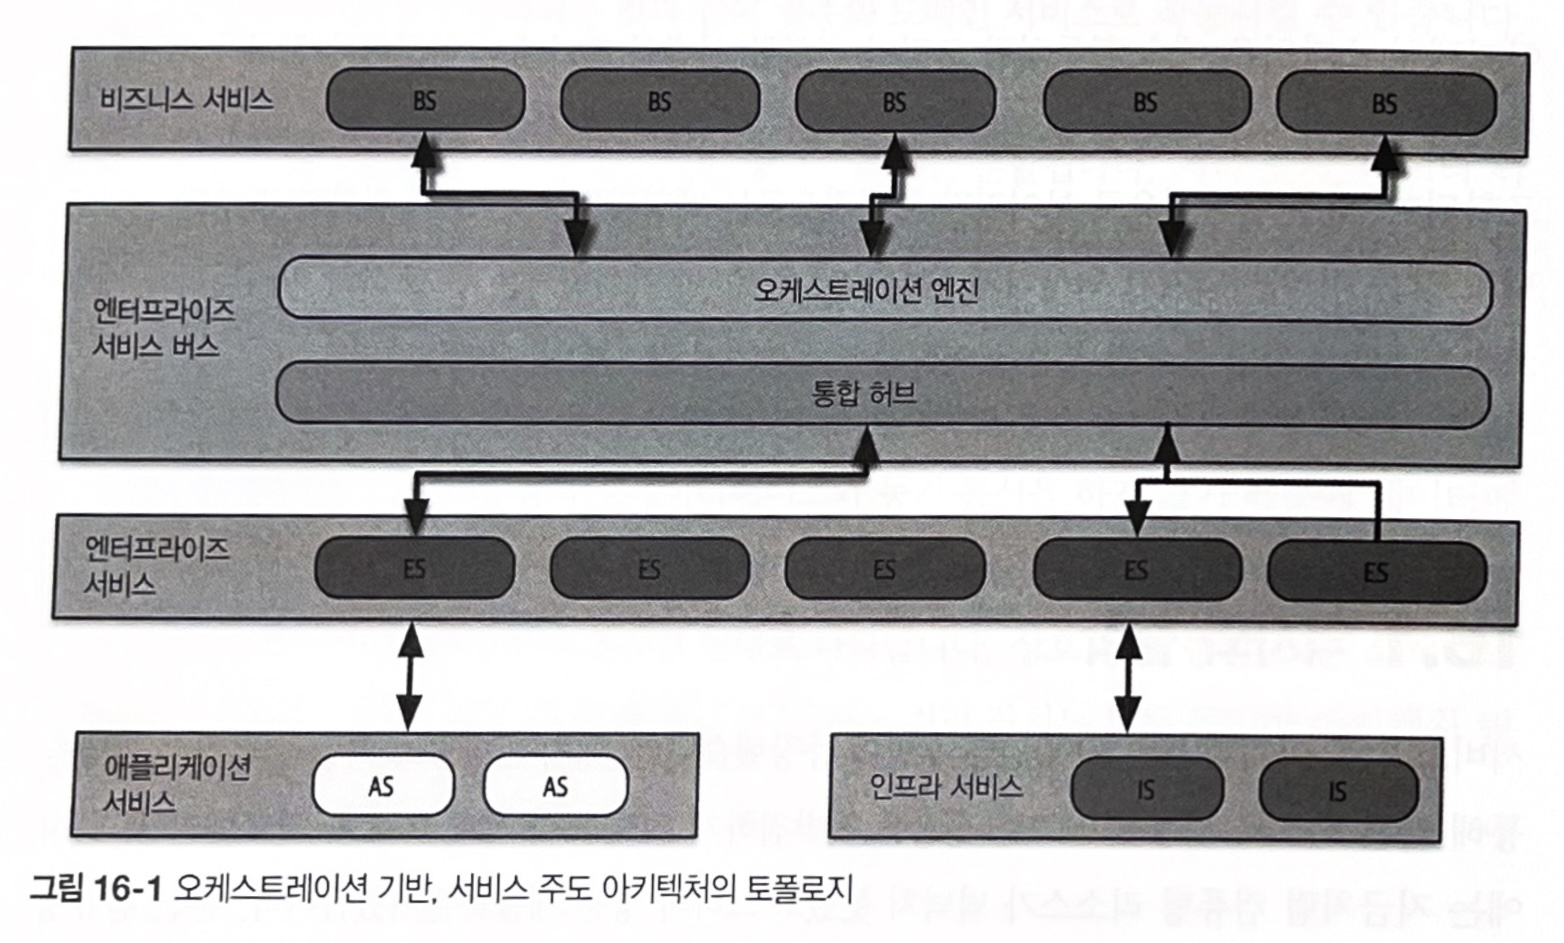 비즈니스 서비스 BS BS BS BS BS
오케스트레이션 엔진
엔터프라이즈
서비스 버스
통합 허브
엔터프라이즈
서비스
ES ES ES ES ES
애플리케이션
서비스
AS AS
인프라 서비스 IS IS
그림 16-1 오케스트레이션 기반, 서비스 주도 아키텍처의 토폴로지